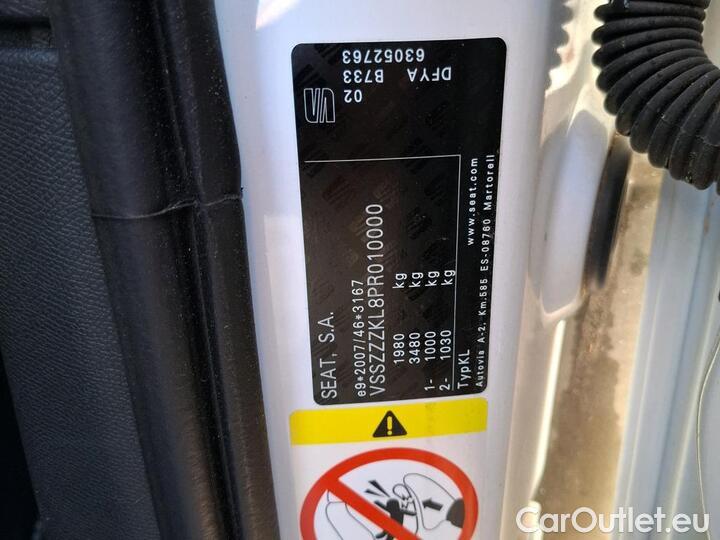 SEAT, S.A.
e9*2007/46*3167
VSSZZZKL8PR010000
1980 kg
3480 kg
1- 1000 kg
2- 1030 kg
TypKL
Autovia A-2, Km.585 ES-08760 Martorell
www.seat.com
02
DFYA B733
63052763
CarOutlet.eu